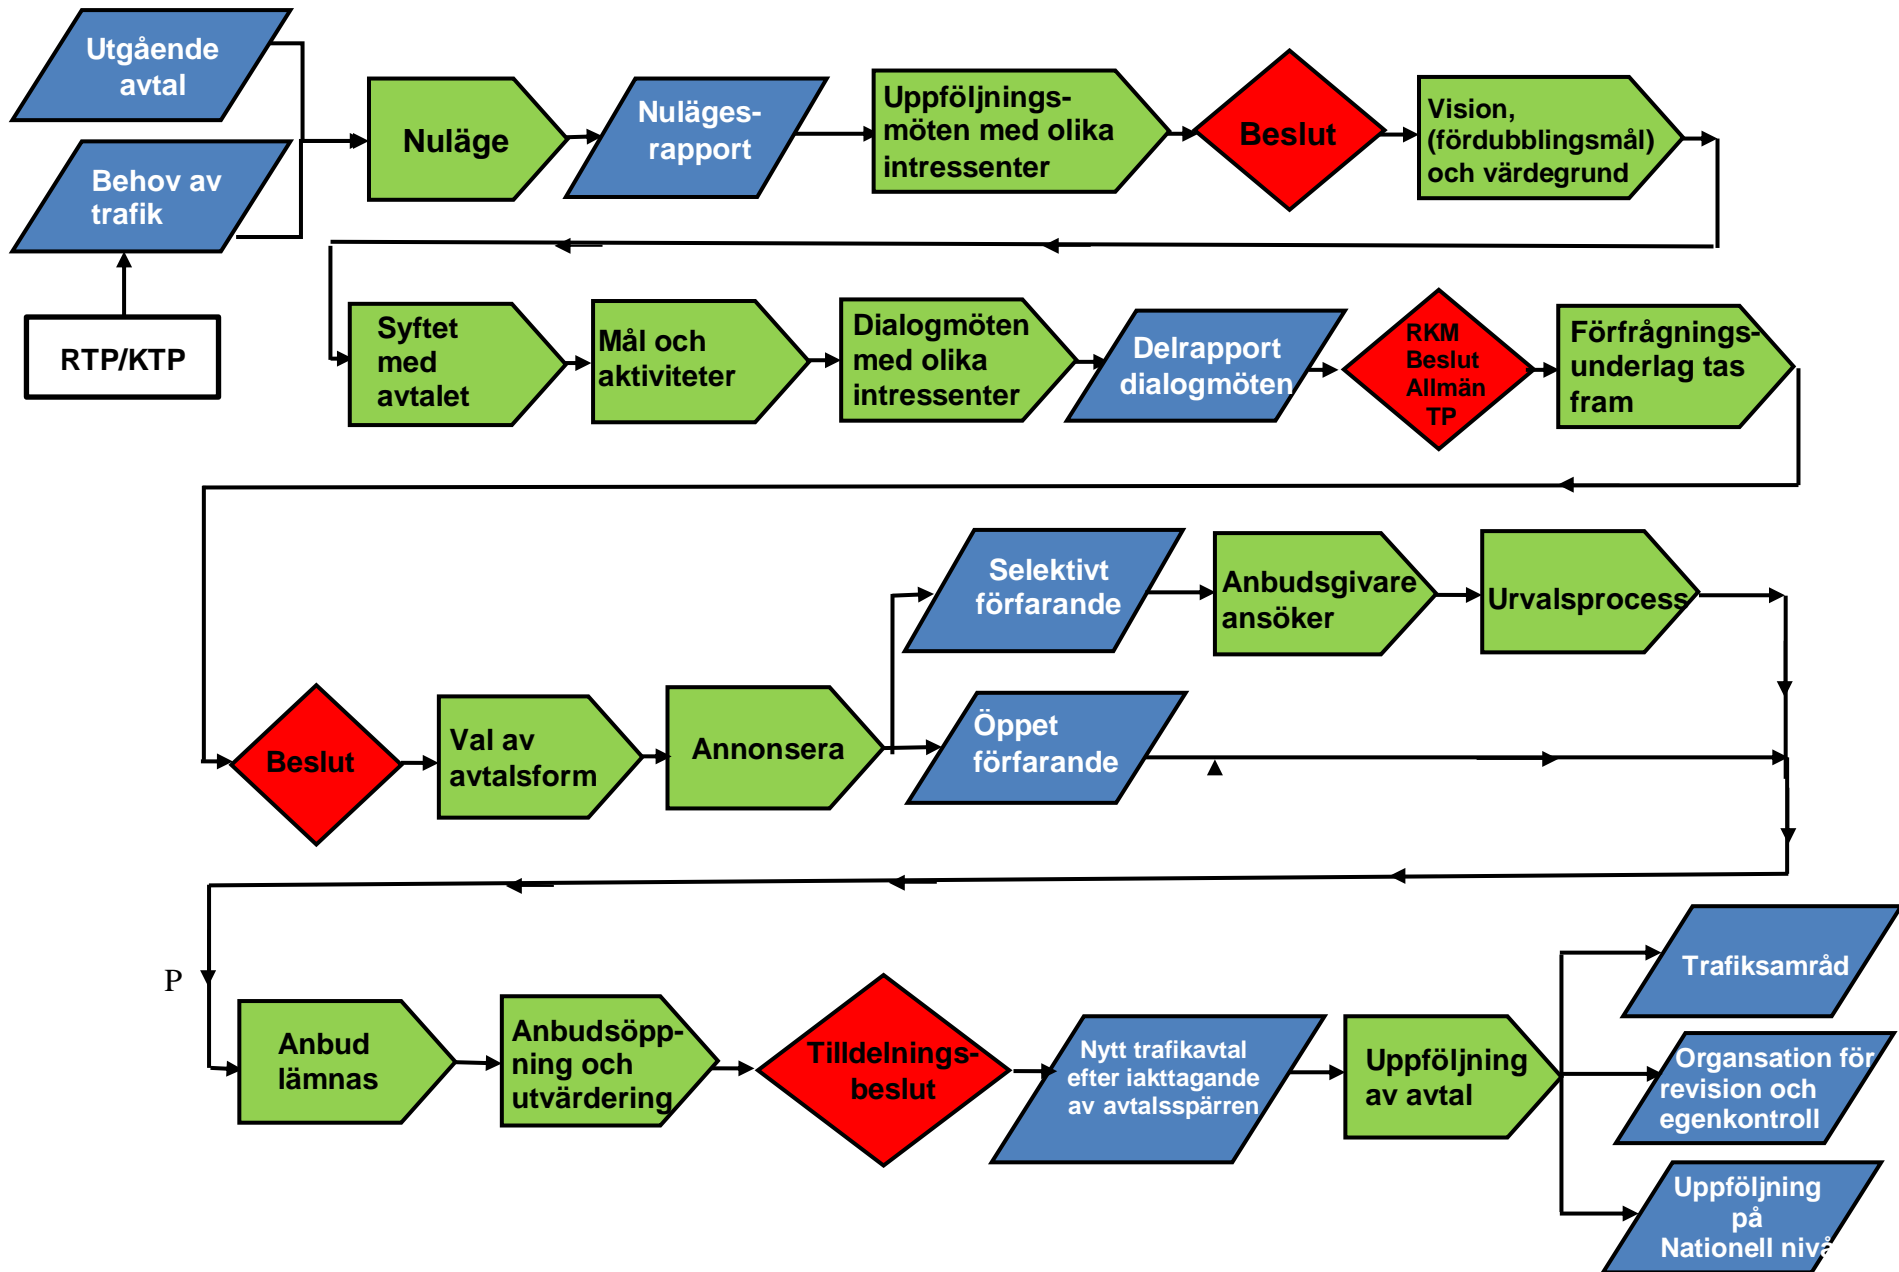 Utgående
avtal
Behov av
trafik
RTP/KTP
Nuläge
Nuläges-
rapport
Uppföljnings-
möten med olika
intressenter
Beslut
Vision,
(fördubblingsmål)
och värdegrund
Syftet
med
avtalet
Mål och
aktiviteter
Dialogmöten
med olika
intressenter
Delrapport
dialogmöten
RKM
Beslut
Allmän
TP
Förfrågnings-
underlag tas
fram
Beslut
Val av
avtalsform
Annonsera
Selektivt
förfarande
Anbudsgivare
ansöker
Urvalsprocess
Öppet
förfarande
P
Anbud
lämnas
Anbudsöpp-
ning och
utvärdering
Tilldelnings-
beslut
Nytt trafikavtal
efter iakttagande
av avtalsspärren
Uppföljning
av avtal
Trafiksamråd
Organsation för
revision och
egenkontroll
Uppföljning
på
Nationell nivå